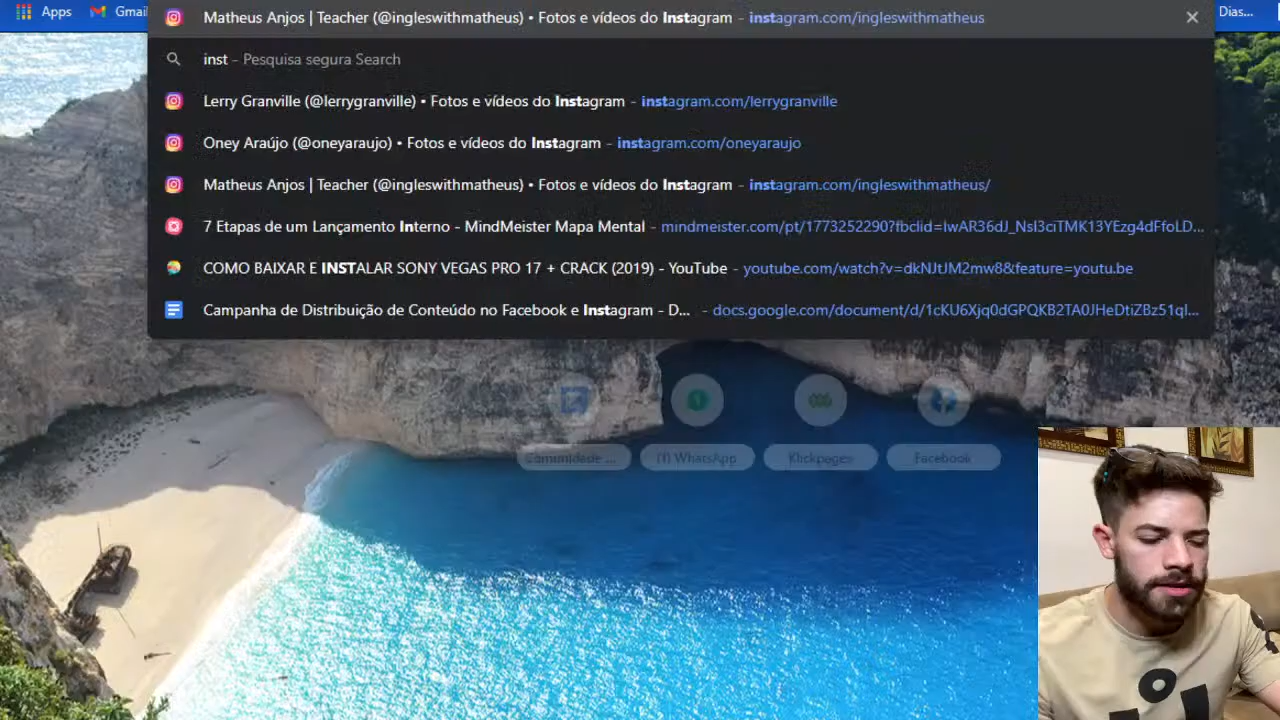 Apps
Gmail
Matheus Anjos | Teacher (@ingleswithmatheus) • Fotos e vídeos do Instagram - instagram.com/ingleswithmatheus
Dias...
inst - Pesquisa segura Search
Lerry Granville (@lerrygranville) • Fotos e vídeos do Instagram - instagram.com/lerrygranville
Oney Araújo (@oneyaraujo) • Fotos e vídeos do Instagram - instagram.com/oneyaraujo
Matheus Anjos | Teacher (@ingleswithmatheus) • Fotos e vídeos do Instagram - instagram.com/ingleswithmatheus/
7 Etapas de um Lançamento Interno - MindMeister Mapa Mental - mindmeister.com/pt/1773252290?fbclid=IwAR36dJ_NsI3ciTMK13YEzg4dFfoLD...
COMO BAIXAR E INSTALAR SONY VEGAS PRO 17 + CRACK (2019) - YouTube - youtube.com/watch?v=dkNJtJM2mw8&feature=youtu.be
Campanha de Distribuição de Conteúdo no Facebook e Instagram - D... - docs.google.com/document/d/1cKU6Xjq0dGPQKB2TA0JHeDtiZBz51qI...
Comunidade ...
(1) WhatsApp
Klickpages
Facebook